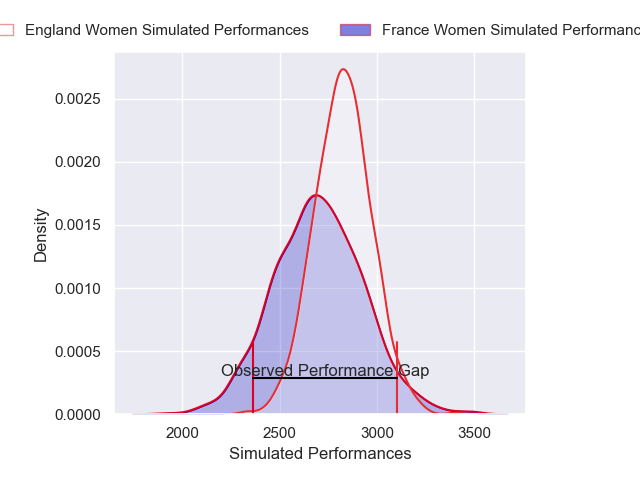 England Women Simulated Performances
France Women Simulated Performanc
0.0025
0.0020
0.0015
0.0010
0.0005
0.0000
Density
Observed Performance Gap
2000 2500 3000 3500
Simulated Performances